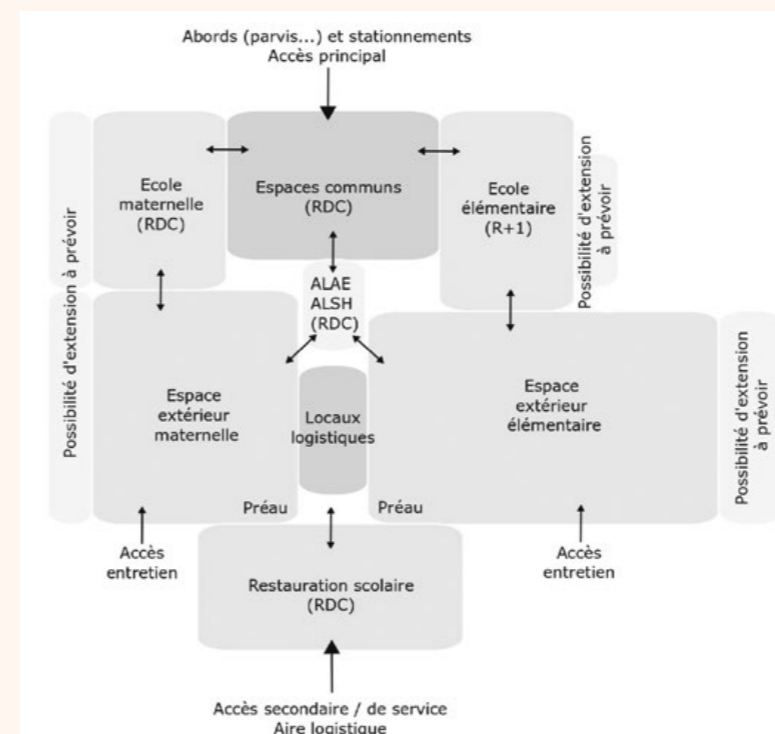 Abords (parvis...) et stationnements
Accès principal
Possibilité d'extension à prévoir
Ecole
maternelle
(RDC)
Espaces communs
(RDC)
Ecole
élémentaire
(R+1)
Possibilité d'extension
à prévoir
ALAE
ALSH
(RDC)
Espace
extérieur
maternelle
Locaux
logistiques
Espace
extérieur
élémentaire
Possibilité d'extension
à prévoir
Préau
Préau
Accès
entretien
Restauration scolaire
(RDC)
Accès
entretien
Accès secondaire / de service
Aire logistique